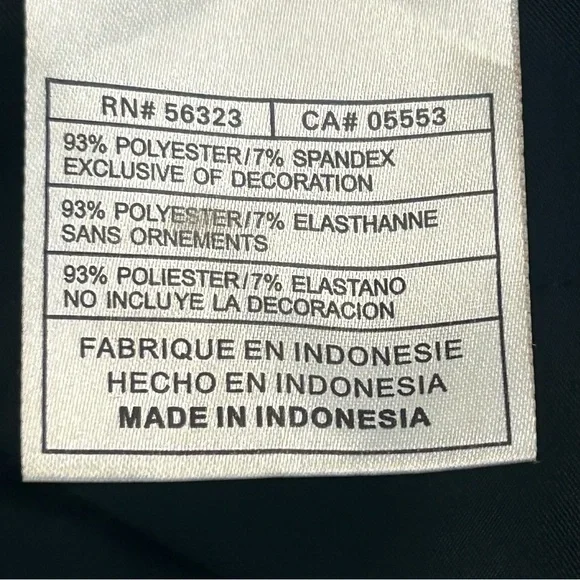 RN# 56323 CA# 05553
93% POLYESTER/7% SPANDEX
EXCLUSIVE OF DECORATION
93% POLYESTER/7% ELASTHANNE
SANS ORNEMENTS
93% POLIESTER/7% ELASTANO
NO INCLUYE LA DECORACION
FABRIQUE EN INDONESIE
HECHO EN INDONESIA
MADE IN INDONESIA